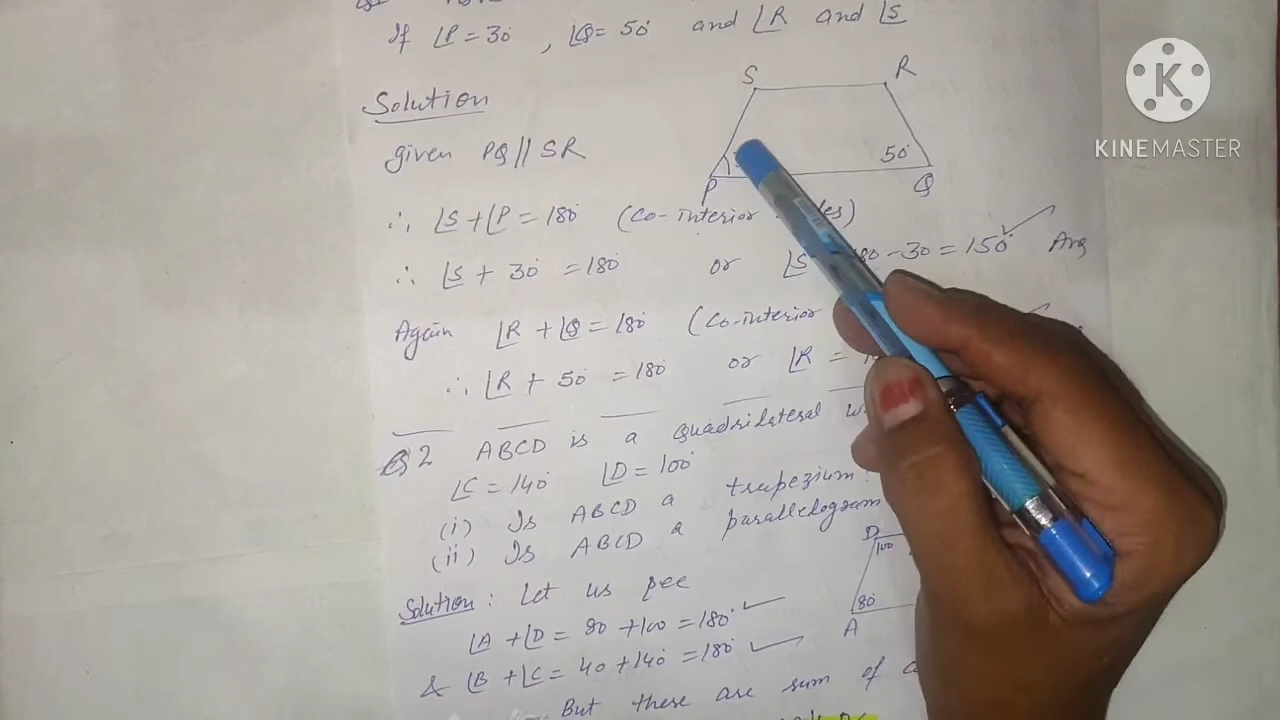 If ∠P = 30° , ∠Q = 50° and ∠R and ∠S
Solution
given PQ || SR
S R
50°
P Q
∴ ∠S + ∠P = 180° (Co-interior
∴ ∠S + 30° = 180° or ∠S 180 - 30 = 150° Ans
Again ∠R + ∠Q = 180° (Co-interior
∴ ∠R + 50° = 180° or ∠R =
Q 2 ABCD is a quadrilateral
∠C = 140° ∠D = 100°
(i) Is ABCD a trapezium
(ii) Is ABCD a parallelogram
D
100
80°
A
Solution : Let us see
∠A + ∠D = 80 + 100 = 180°
& ∠B + ∠C = 40 + 140° = 180°
But these are sum of
K
KINEMASTER